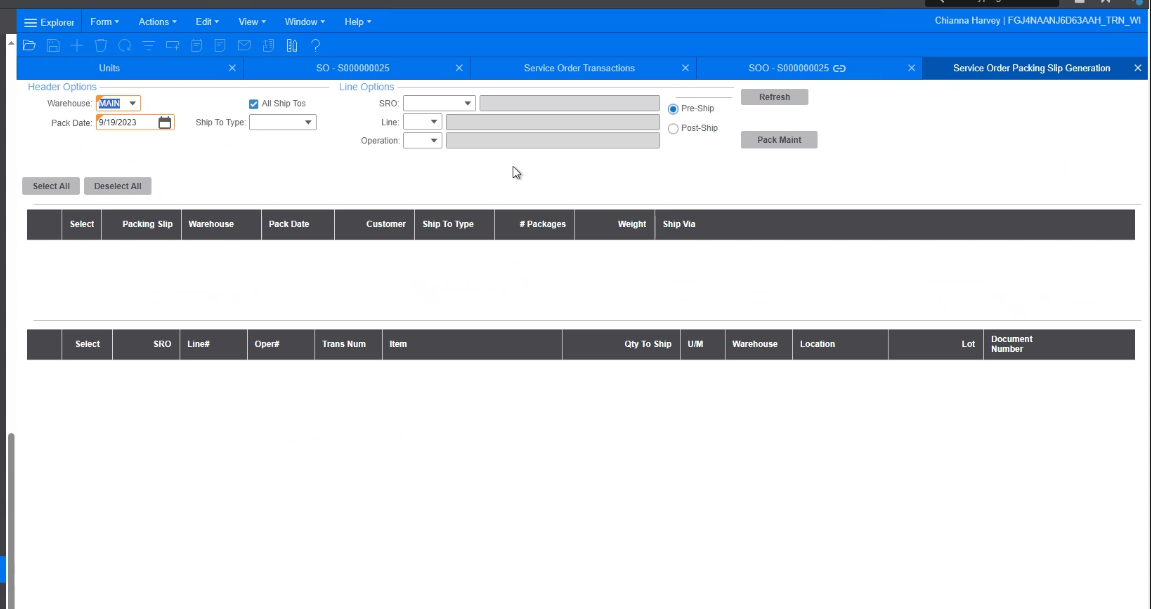 Explorer Form Actions Edit View Window Help Chianna Harvey | FGJ4NAANJ6D63AAH_TRN_WI
Units SO - S000000025 Service Order Transactions SOO - S000000025 Service Order Packing Slip Generation
Header Options Line Options
Warehouse: MAIN All Ship Tos SRO: Pre-Ship Refresh
Pack Date: 9/19/2023 Ship To Type: Line: Post-Ship
Operation: Pack Maint
Select All Deselect All
Select Packing Slip Warehouse Pack Date Customer Ship To Type # Packages Weight Ship Via
Select SRO Line# Oper# Trans Num Item Qty To Ship U/M Warehouse Location Lot Document
Number